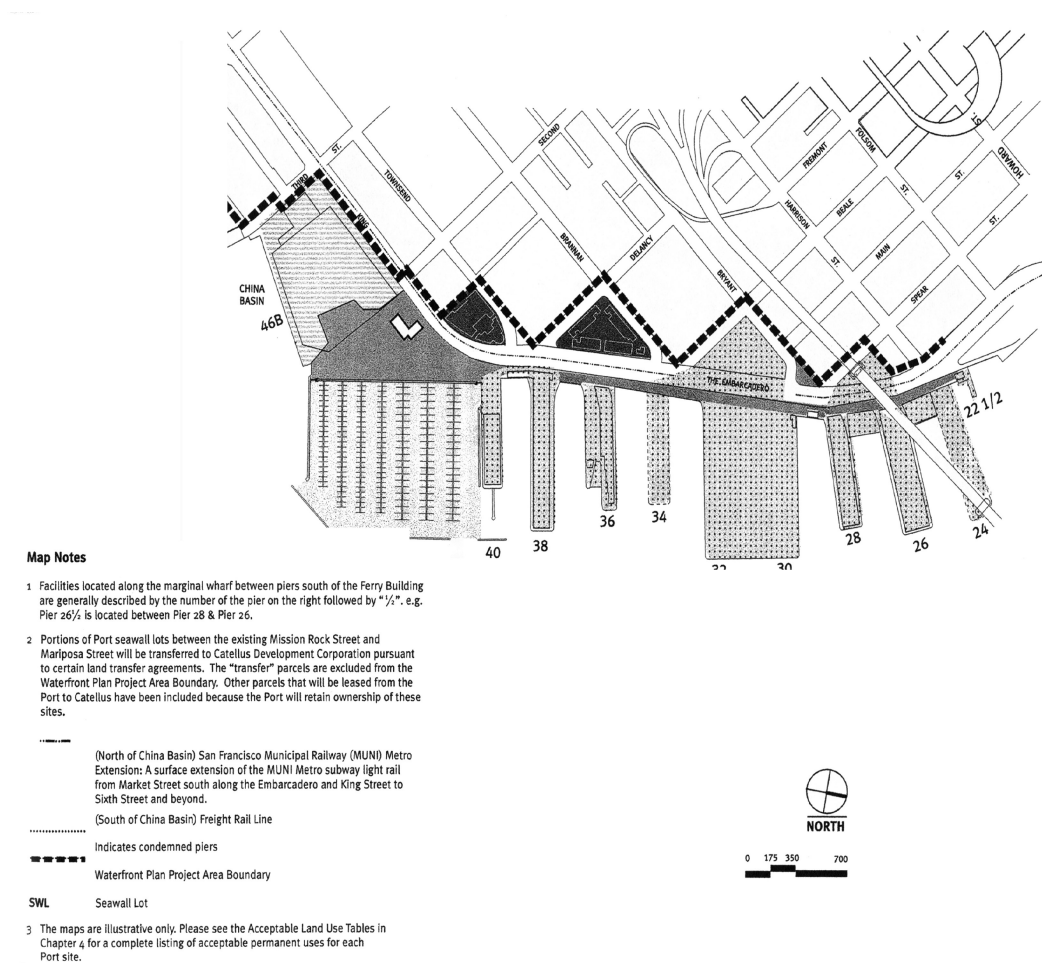 ST.
THIRD
TOWNSEND
KING
SECOND
BRANNAN
DELANCY
BRYANT
HARRISON
ST.
FREMONT
FOLSOM
BEALE
ST.
MAIN
ST.
HOWARD
ST.
SPEAR
ST.
CHINA
BASIN
46B
THE EMBARCADERO
22 1/2
24
26
28
30
32
34
36
38
40
Map Notes
1 Facilities located along the marginal wharf between piers south of the Ferry Building
are generally described by the number of the pier on the right followed by “½”. e.g.
Pier 26½ is located between Pier 28 & Pier 26.
2 Portions of Port seawall lots between the existing Mission Rock Street and
Mariposa Street will be transferred to Catellus Development Corporation pursuant
to certain land transfer agreements. The “transfer” parcels are excluded from the
Waterfront Plan Project Area Boundary. Other parcels that will be leased from the
Port to Catellus have been included because the Port will retain ownership of these
sites.
(North of China Basin) San Francisco Municipal Railway (MUNI) Metro
Extension: A surface extension of the MUNI Metro subway light rail
from Market Street south along the Embarcadero and King Street to
Sixth Street and beyond.
(South of China Basin) Freight Rail Line
Indicates condemned piers
Waterfront Plan Project Area Boundary
SWL Seawall Lot
3 The maps are illustrative only. Please see the Acceptable Land Use Tables in
Chapter 4 for a complete listing of acceptable permanent uses for each
Port site.
NORTH
0 175 350 700